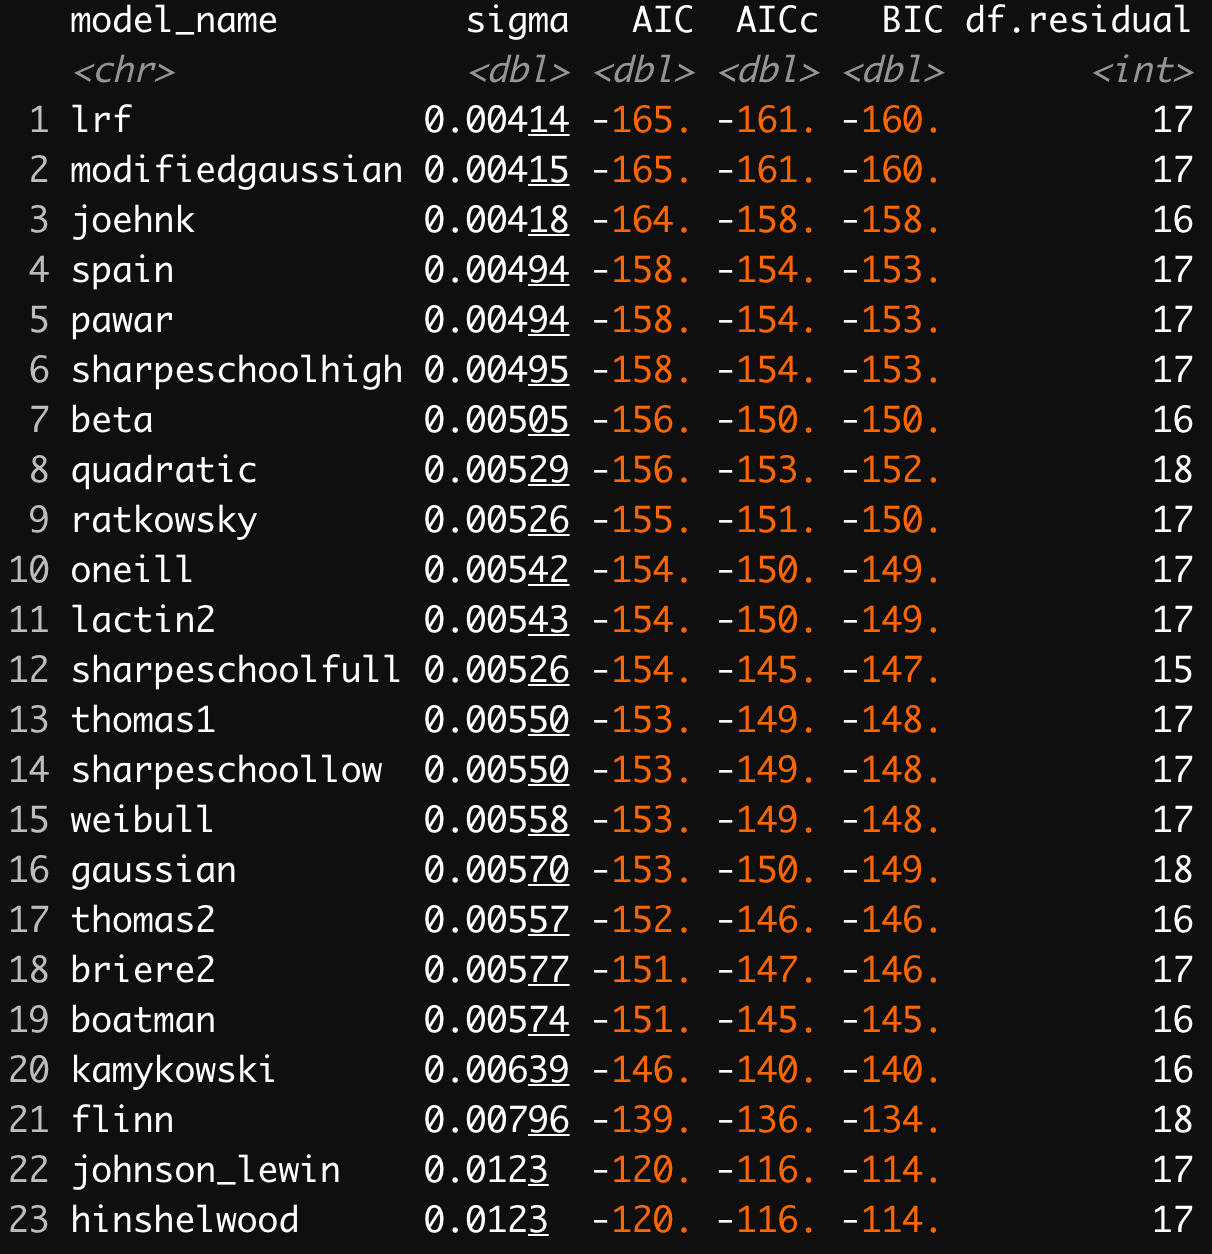 model_name sigma AIC AICc BIC df.residual
<chr> <dbl> <dbl> <dbl> <dbl> <int>
1 lrf 0.00414 -165. -161. -160. 17
2 modifiedgaussian 0.00415 -165. -161. -160. 17
3 joehnk 0.00418 -164. -158. -158. 16
4 spain 0.00494 -158. -154. -153. 17
5 pawar 0.00494 -158. -154. -153. 17
6 sharpeschoolhigh 0.00495 -158. -154. -153. 17
7 beta 0.00505 -156. -150. -150. 16
8 quadratic 0.00529 -156. -153. -152. 18
9 ratkowsky 0.00526 -155. -151. -150. 17
10 oneill 0.00542 -154. -150. -149. 17
11 lactin2 0.00543 -154. -150. -149. 17
12 sharpeschoolfull 0.00526 -154. -145. -147. 15
13 thomas1 0.00550 -153. -149. -148. 17
14 sharpeschoollow 0.00550 -153. -149. -148. 17
15 weibull 0.00558 -153. -149. -148. 17
16 gaussian 0.00570 -153. -150. -149. 18
17 thomas2 0.00557 -152. -146. -146. 16
18 briere2 0.00577 -151. -147. -146. 17
19 boatman 0.00574 -151. -145. -145. 16
20 kamykowski 0.00639 -146. -140. -140. 16
21 flinn 0.00796 -139. -136. -134. 18
22 johnson_lewin 0.0123 -120. -116. -114. 17
23 hinshelwood 0.0123 -120. -116. -114. 17